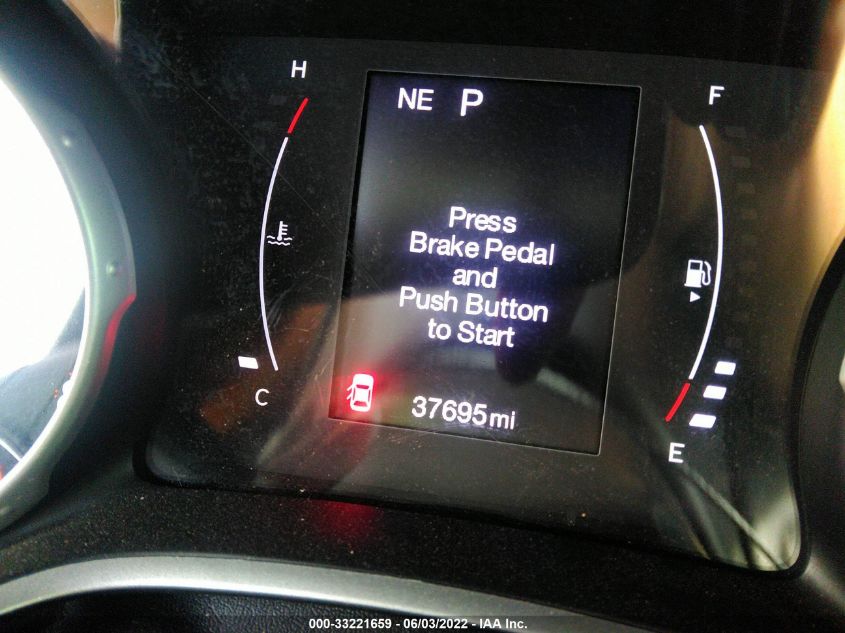 H
F
NE P
Press
Brake Pedal
and
Push Button
to Start
C
37695 mi
E
000-33221659 - 06/03/2022 - IAA Inc.